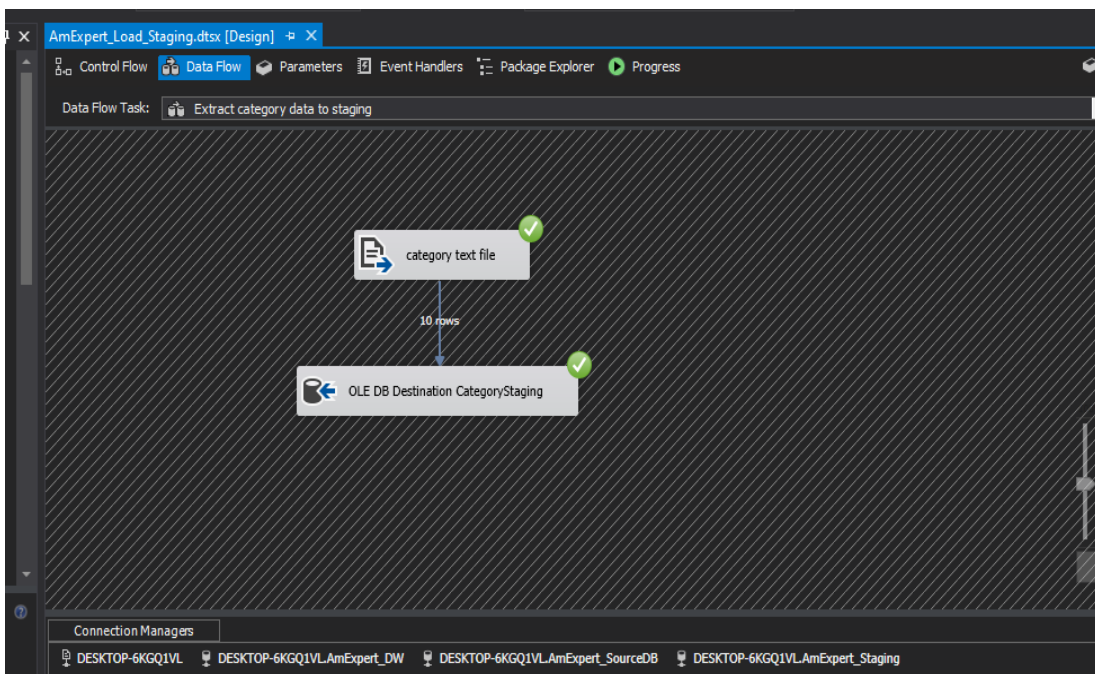 AmExpert_Load_Staging.dtsx [Design]
Control Flow Data Flow Parameters Event Handlers Package Explorer Progress
Data Flow Task: Extract category data to staging
category text file
10 rows
OLE DB Destination CategoryStaging
Connection Managers
DESKTOP-6KGQ1VL DESKTOP-6KGQ1VL.AmExpert_DW DESKTOP-6KGQ1VL.AmExpert_SourceDB DESKTOP-6KGQ1VL.AmExpert_Staging